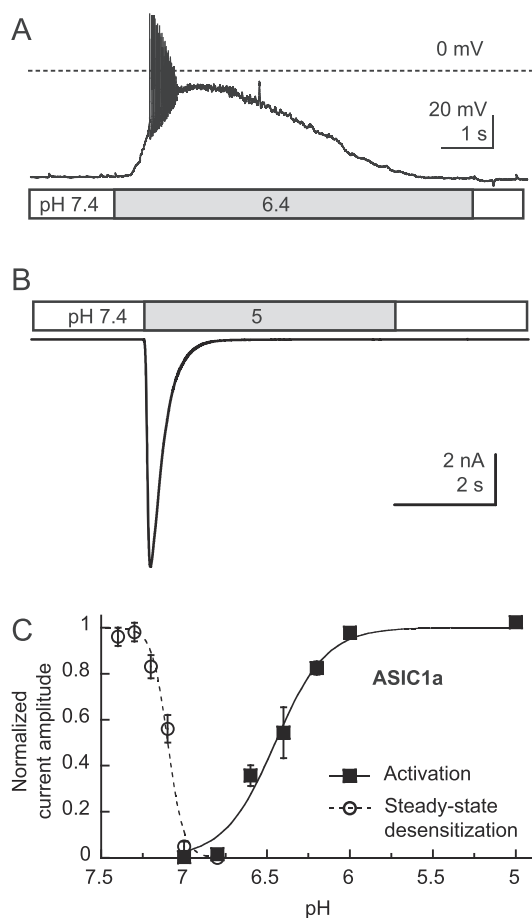 A
0 mV
20 mV
1 s
pH 7.4
6.4
B
pH 7.4
5
2 nA
2 s
C
Normalized
current amplitude
1
0.8
0.6
0.4
0.2
0
ASIC1a
Activation
Steady-state
desensitization
7.5
7
6.5
6
5.5
5
pH